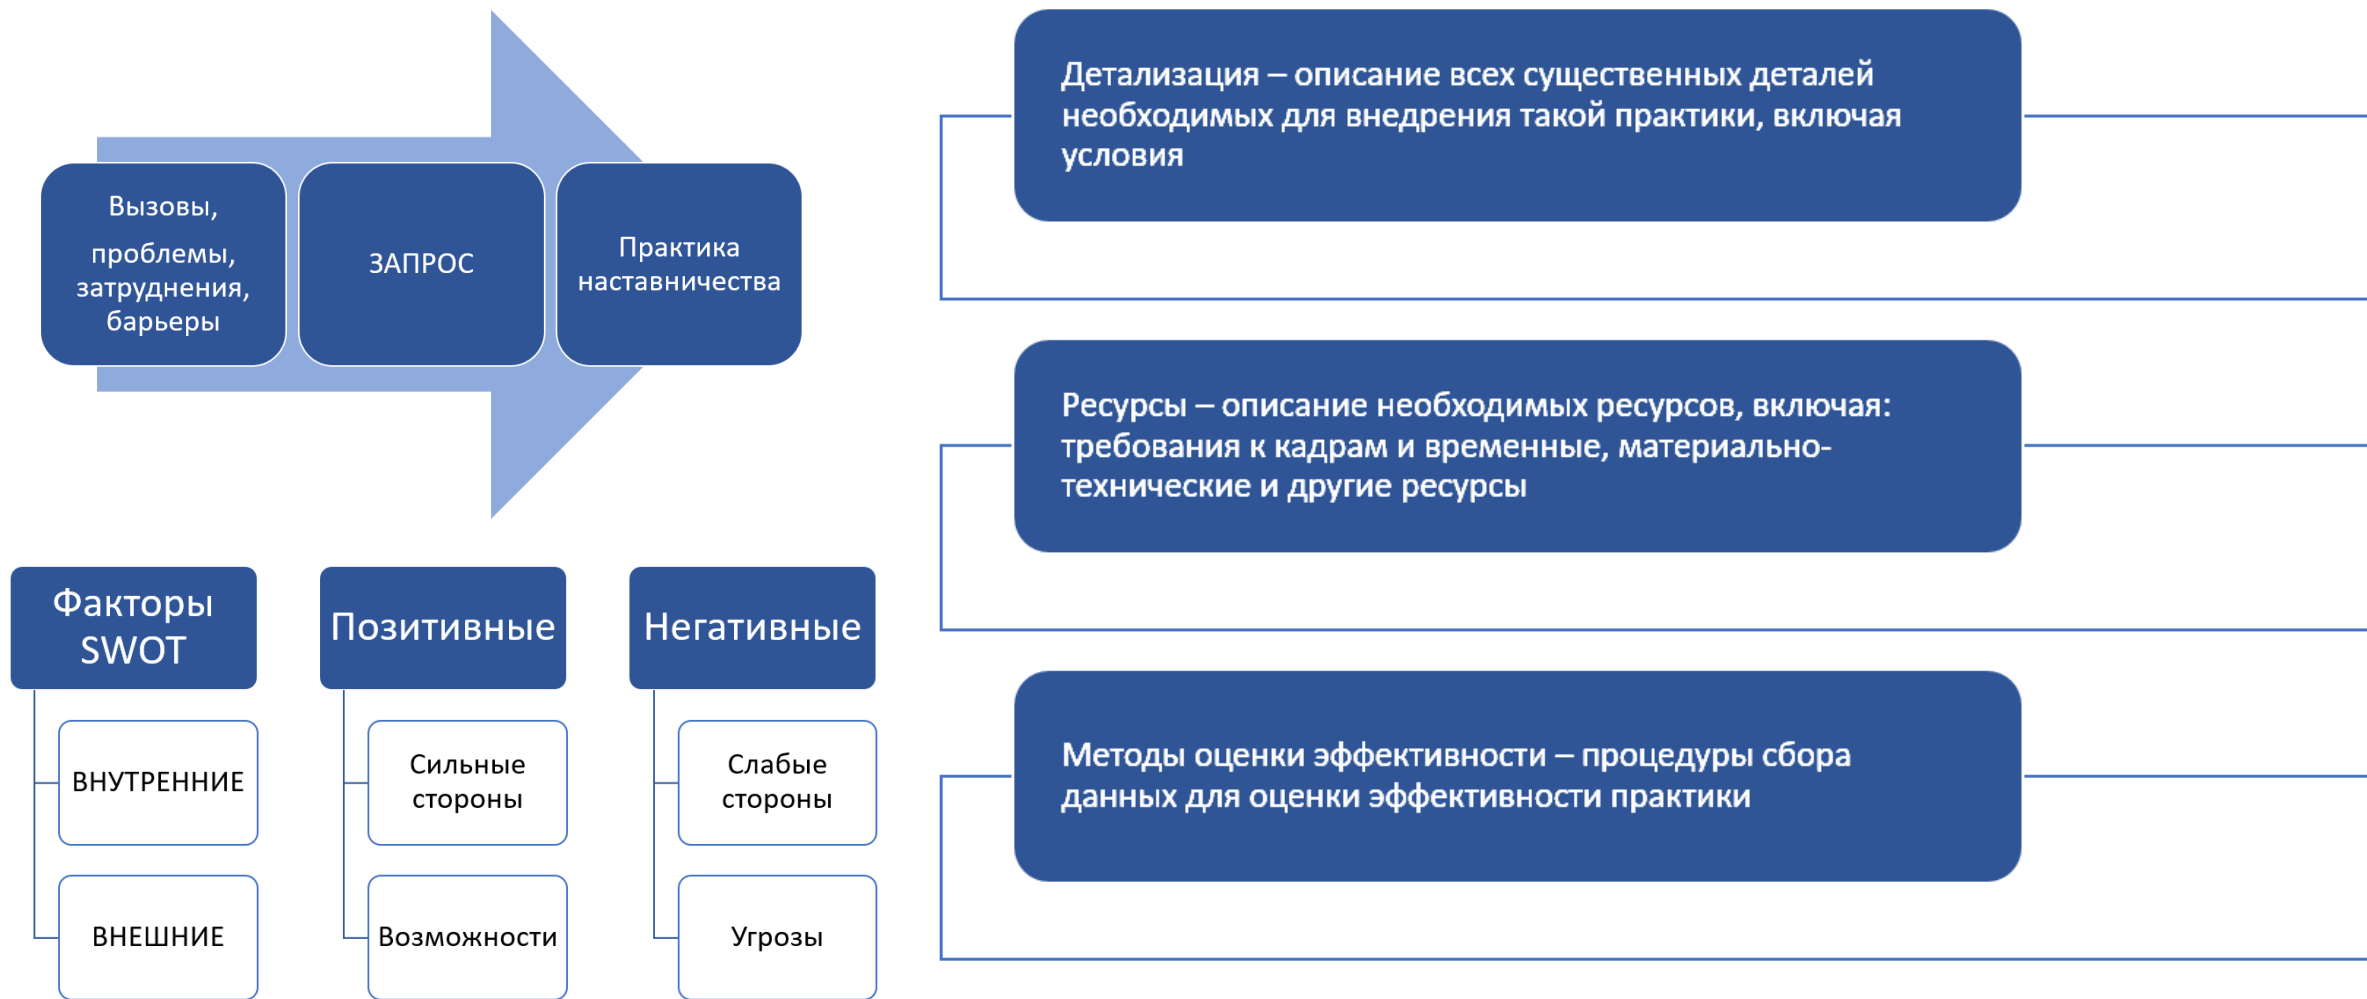 Вызовы,
проблемы,
затруднения,
барьеры
ЗАПРОС
Практика
наставничества
Факторы
SWOT
ВНУТРЕННИЕ
ВНЕШНИЕ
Позитивные
Сильные
стороны
Возможности
Негативные
Слабые
стороны
Угрозы
Детализация – описание всех существенных деталей
необходимых для внедрения такой практики, включая
условия
Ресурсы – описание необходимых ресурсов, включая:
требования к кадрам и временные, материально-
технические и другие ресурсы
Методы оценки эффективности – процедуры сбора
данных для оценки эффективности практики